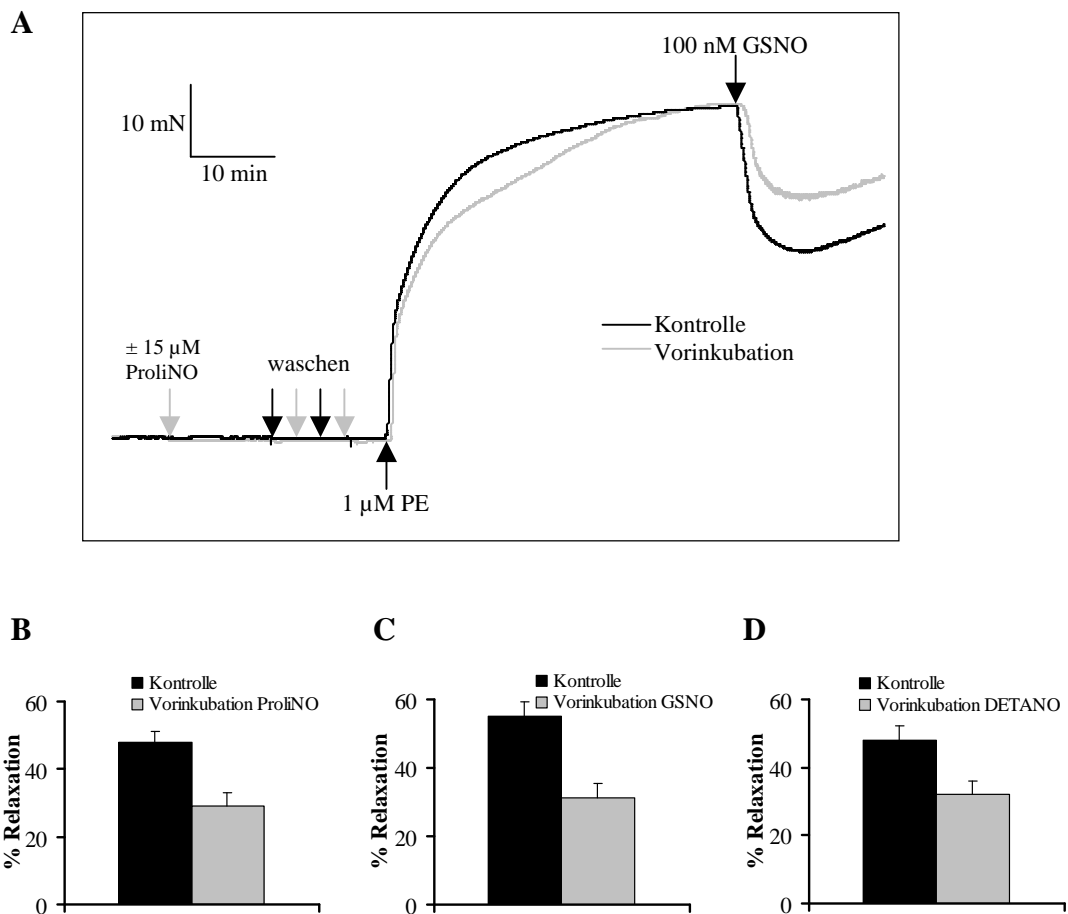 A
100 nM GSNO
10 mN
10 min
Kontrolle
Vorinkubation
± 15 µM
ProliNO
waschen
1 µM PE
B
Kontrolle
Vorinkubation ProliNO
% Relaxation
60
40
20
0
C
Kontrolle
Vorinkubation GSNO
% Relaxation
60
40
20
0
D
Kontrolle
Vorinkubation DETANO
% Relaxation
60
40
20
0